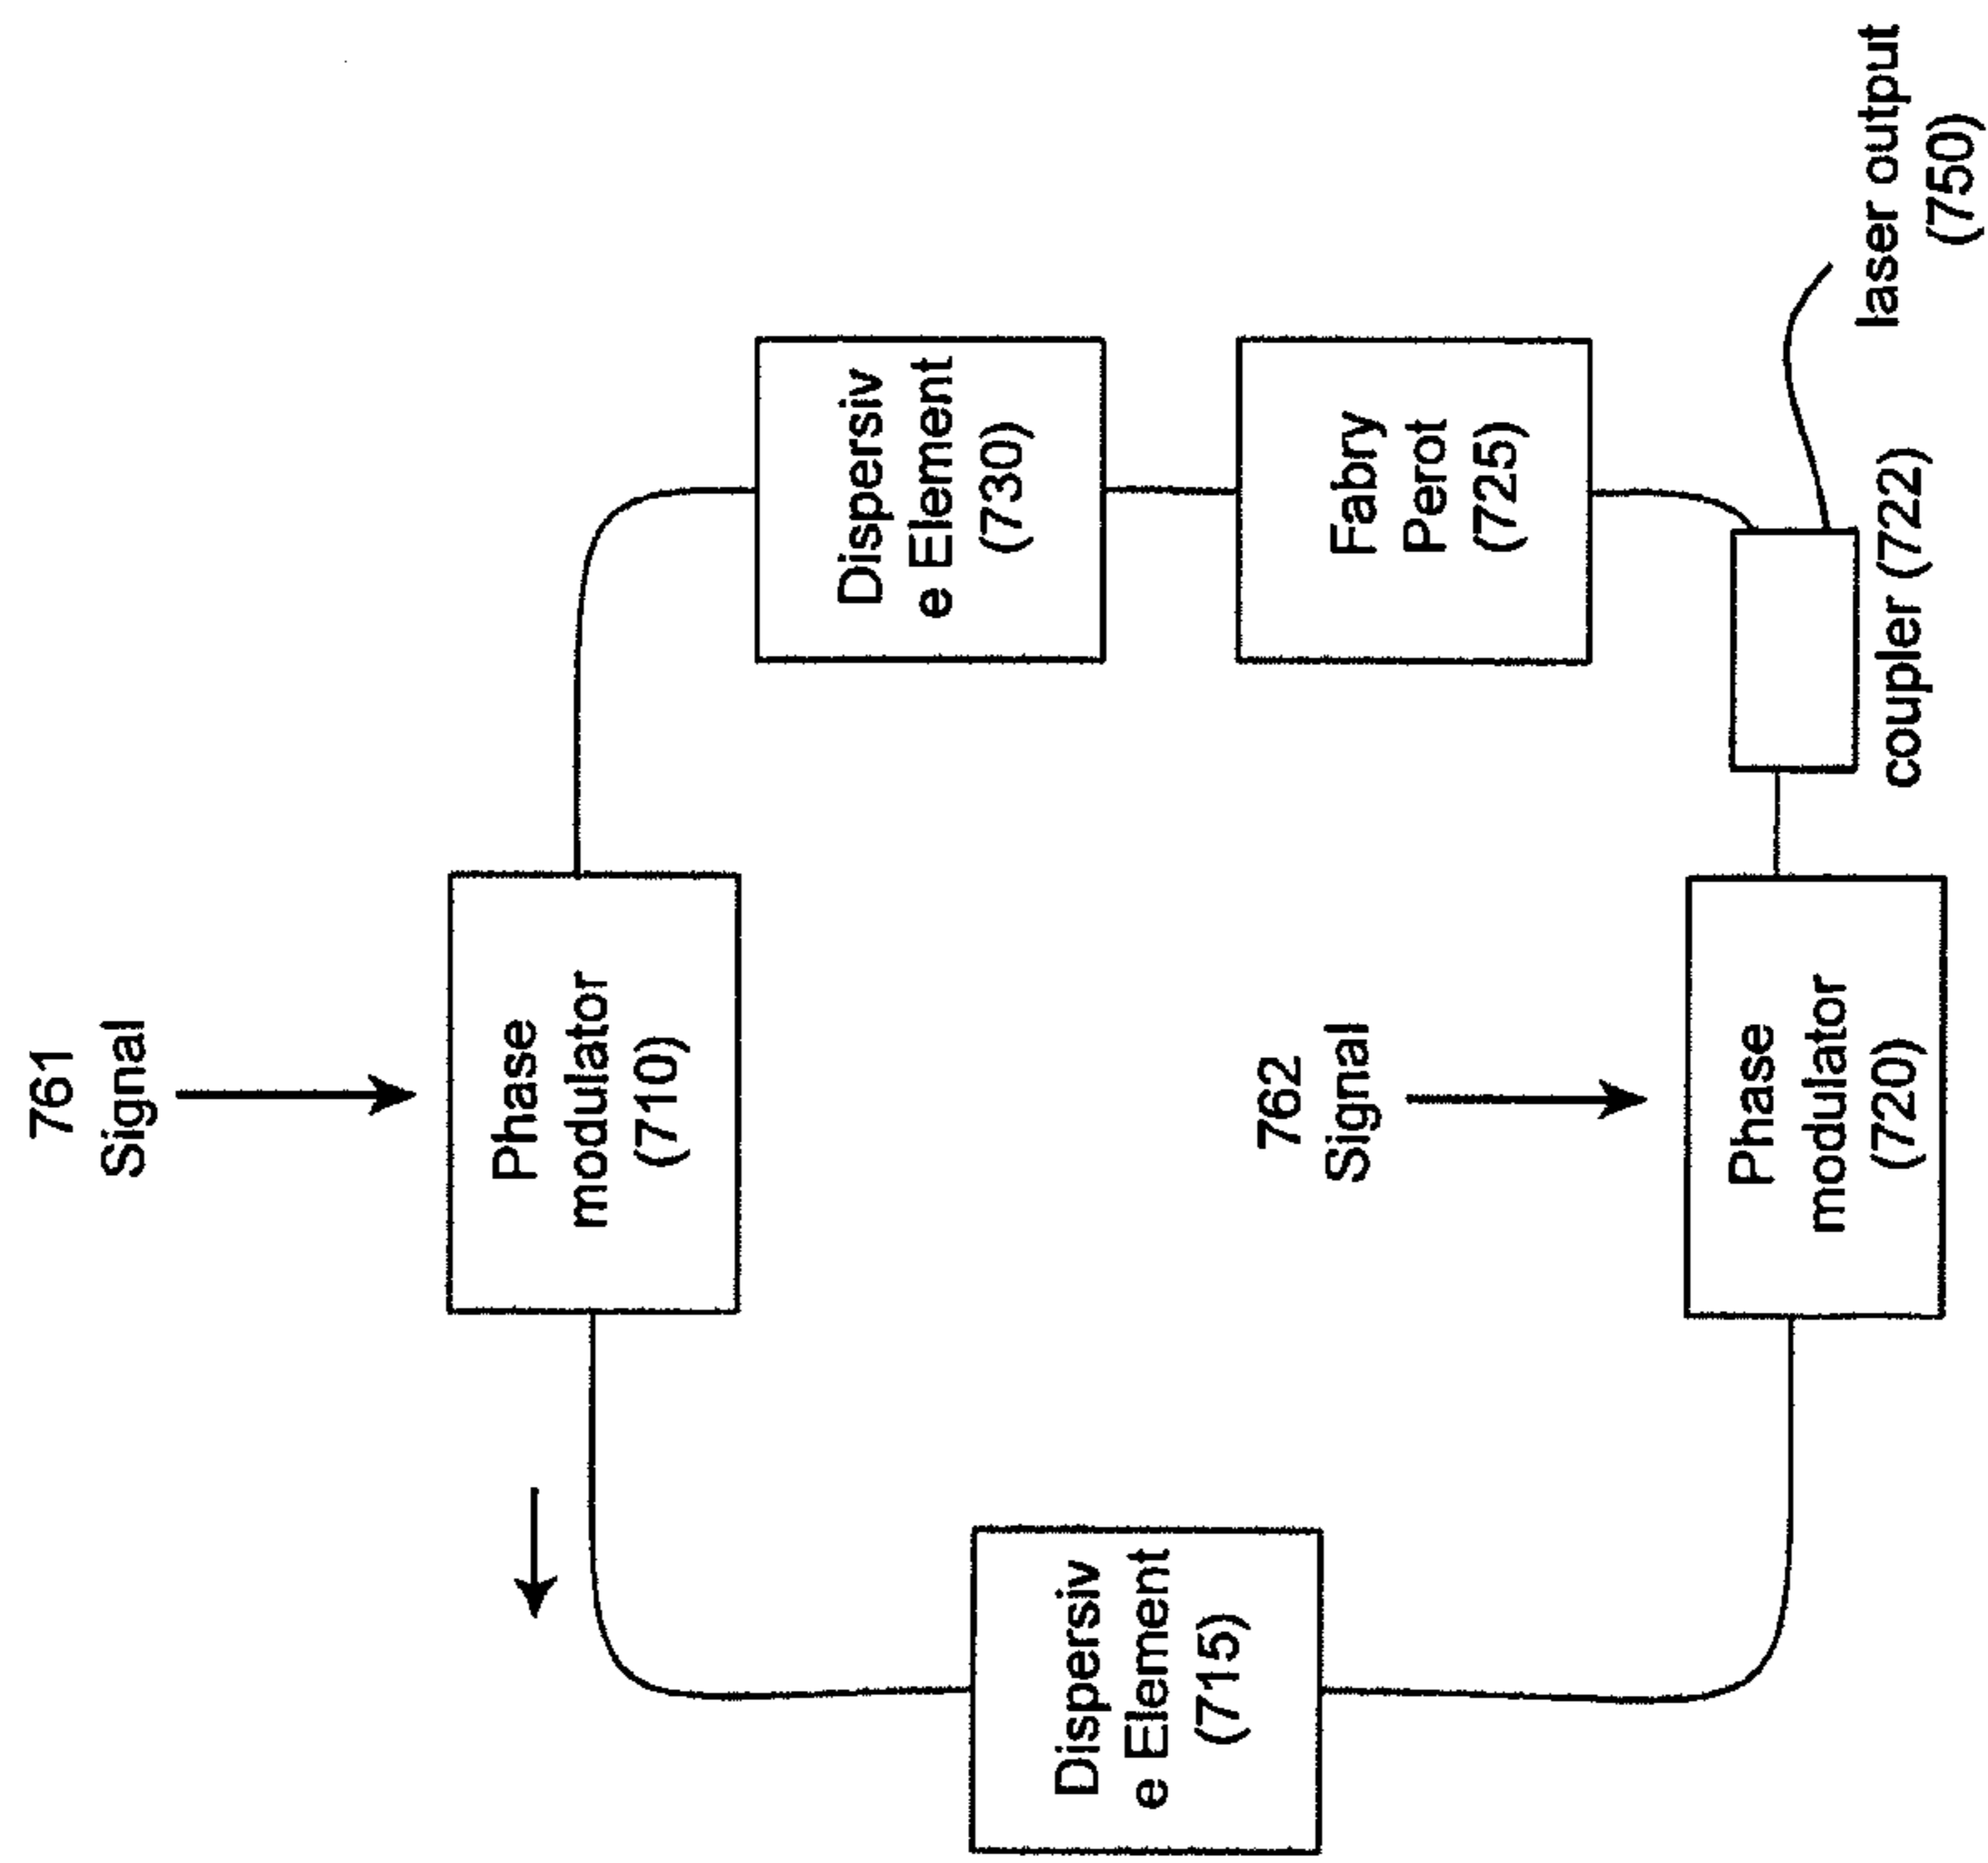 761
Signal
Phase
modulator
(710)
Dispersiv
e Element
(730)
Fabry
Perot
(725)
Dispersiv
e Element
(715)
762
Signal
Phase
modulator
(720)
coupler (722)
laser output
(750)